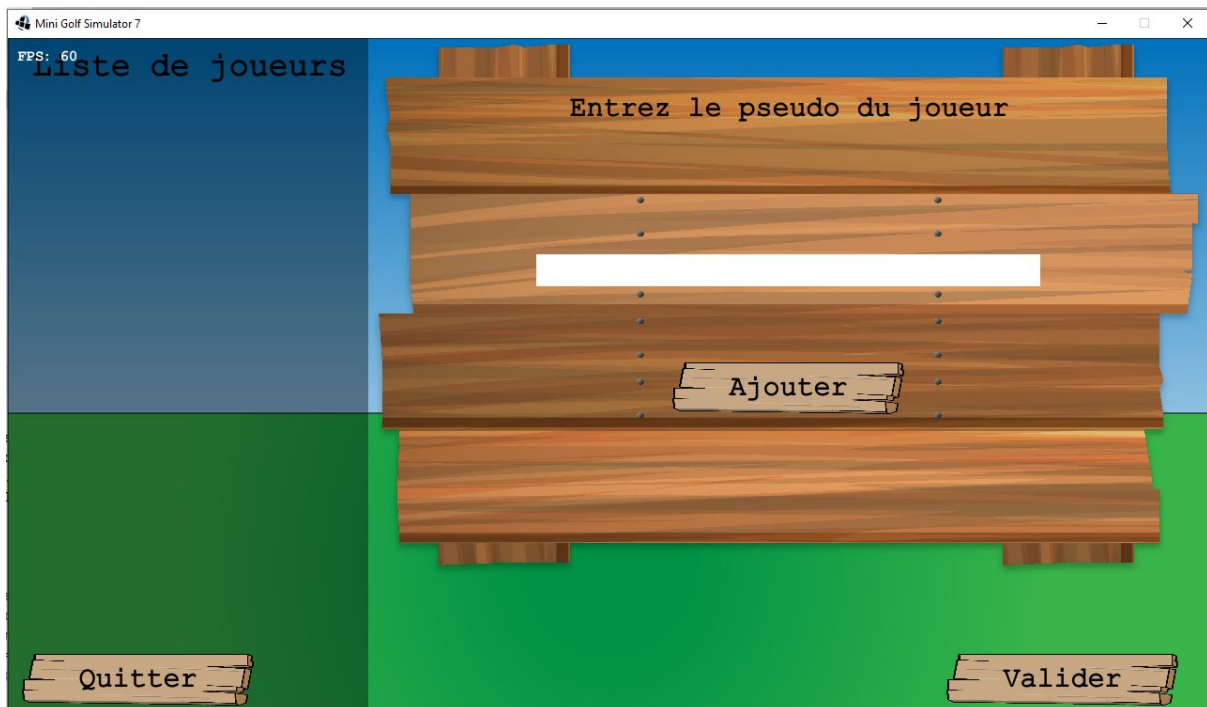 Mini Golf Simulator 7
FPS: 60
Liste de joueurs
Entrez le pseudo du joueur
Ajouter
Quitter
Valider